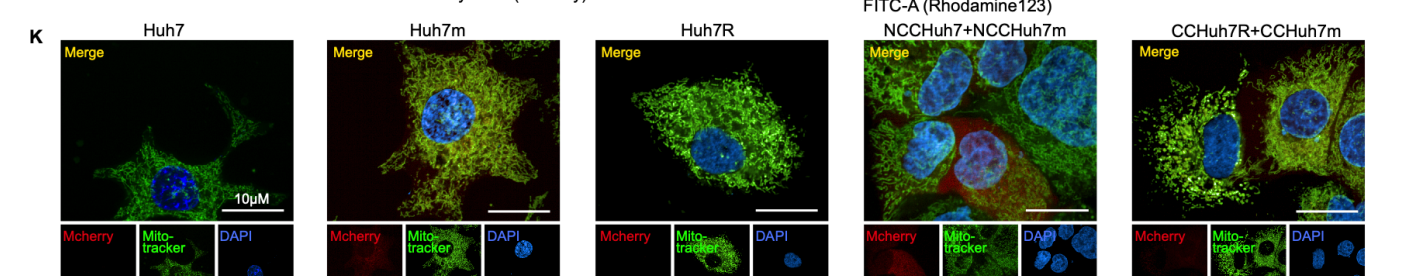 FITC-A (Rhodamine123)
K
Huh7
Huh7m
Huh7R
NCCHuh7+NCCHuh7m
CCHuh7R+CCHuh7m
Merge
Merge
Merge
Merge
Merge
10μM
Mcherry
Mito-
tracker
DAPI
Mcherry
Mito-
tracker
DAPI
Mcherry
Mito-
tracker
DAPI
Mcherry
Mito-
tracker
DAPI
Mcherry
Mito-
tracker
DAPI